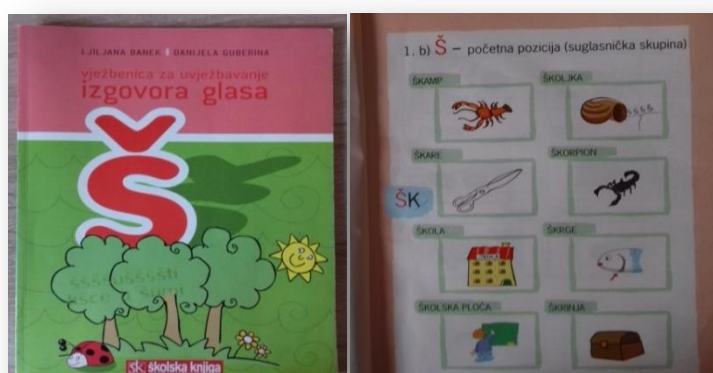 LJILJANA BANEK | DANIJELA GUBERINA
vježbenica za uvježbavanje
izgovora glasa
Š
sk školska knjiga
1. b) Š – početna pozicija (suglasnička skupina)
ŠK
ŠKAMP
ŠKOLJKA
ŠKARE
ŠKORPION
ŠKOLA
ŠKRGE
ŠKOLSKA PLOČA
ŠKRINJA